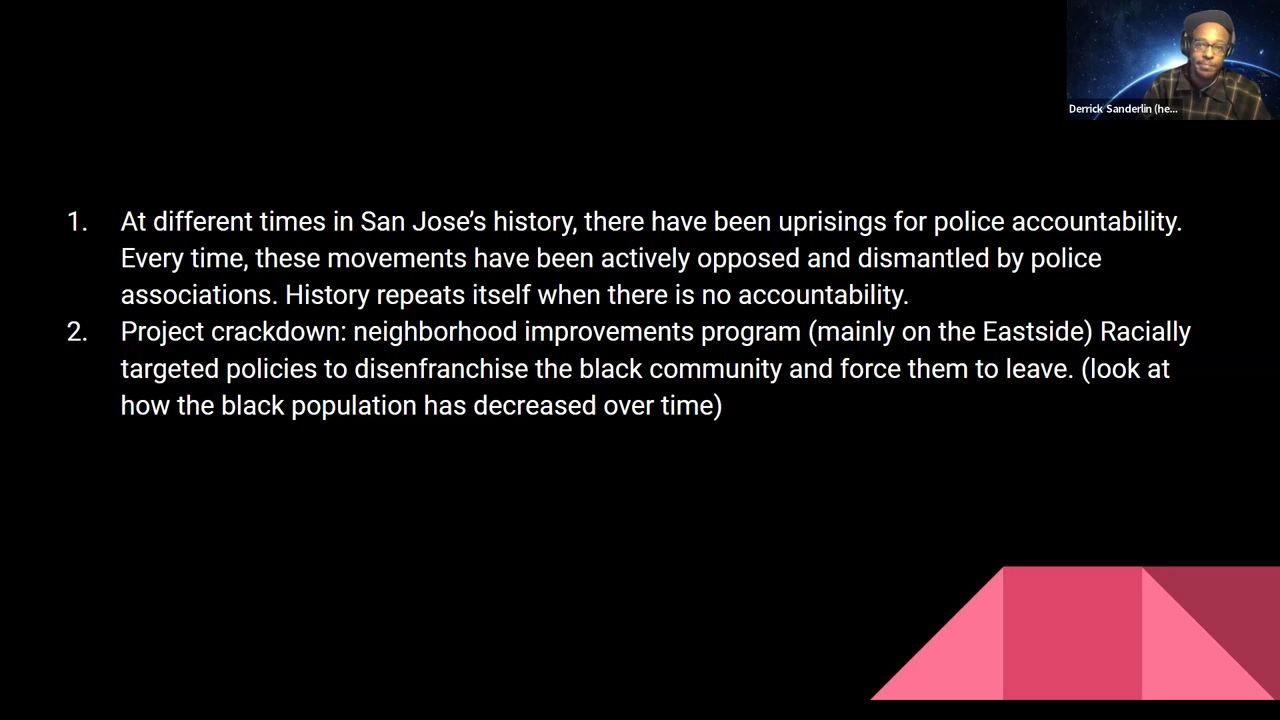 Derrick Sanderlin (he...
1. At different times in San Jose’s history, there have been uprisings for police accountability.
Every time, these movements have been actively opposed and dismantled by police
associations. History repeats itself when there is no accountability.
2. Project crackdown: neighborhood improvements program (mainly on the Eastside) Racially
targeted policies to disenfranchise the black community and force them to leave. (look at
how the black population has decreased over time)